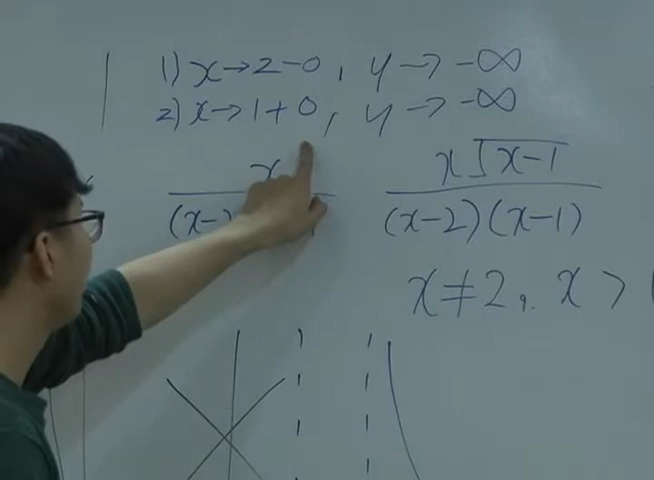 1) x → 2-0, y → -∞
2) x → 1+0, y → -∞
x x√x-1
(x- (x-2)(x-1)
x≠2, x>